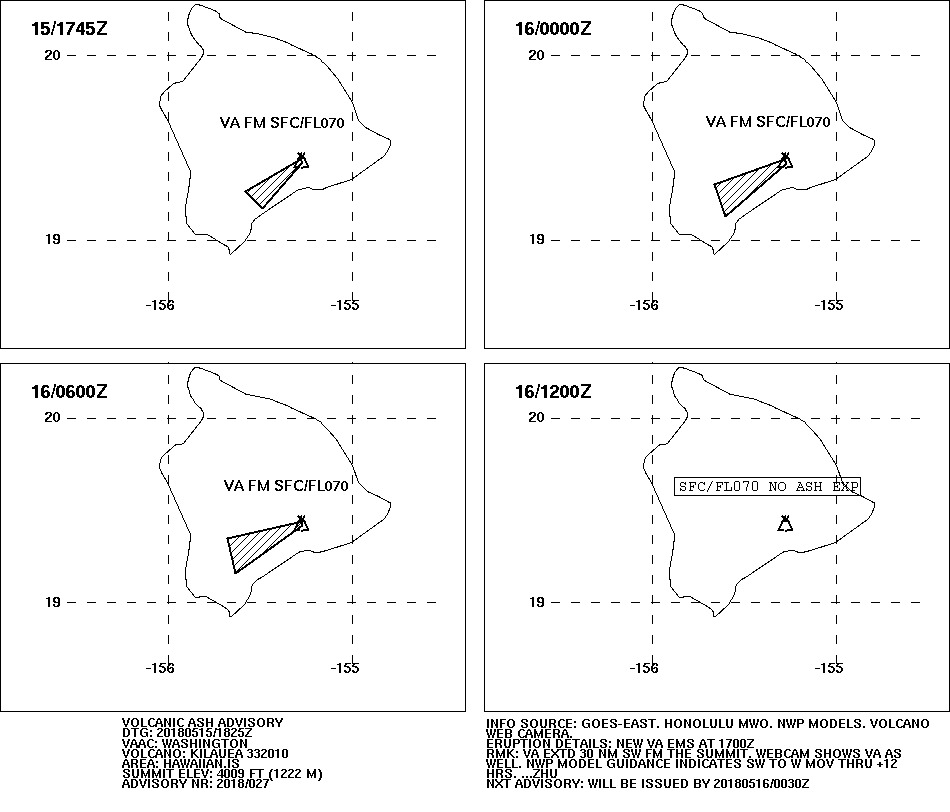 15/1745Z
20
VA FM SFC/FL070
19
-156 -155
16/0000Z
20
VA FM SFC/FL070
19
-156 -155
16/0600Z
20
VA FM SFC/FL070
19
-156 -155
16/1200Z
20
SFC/FL070 NO ASH EXP
19
-156 -155
VOLCANIC ASH ADVISORY
DTG: 20180515/1825Z
VAAC: WASHINGTON
VOLCANO: KILAUEA 332010
AREA: HAWAIIAN.IS
SUMMIT ELEV: 4009 FT (1222 M)
ADVISORY NR: 2018/027
INFO SOURCE: GOES-EAST. HONOLULU MWO. NWP MODELS. VOLCANO
WEB CAMERA.
ERUPTION DETAILS: NEW VA EMS AT 1700Z
RMK: VA EXTD 30 NM SW FM THE SUMMIT. WEBCAM SHOWS VA AS
WELL. NWP MODEL GUIDANCE INDICATES SW TO W MOV THRU +12
HRS. ...ZHU
NXT ADVISORY: WILL BE ISSUED BY 20180516/0030Z